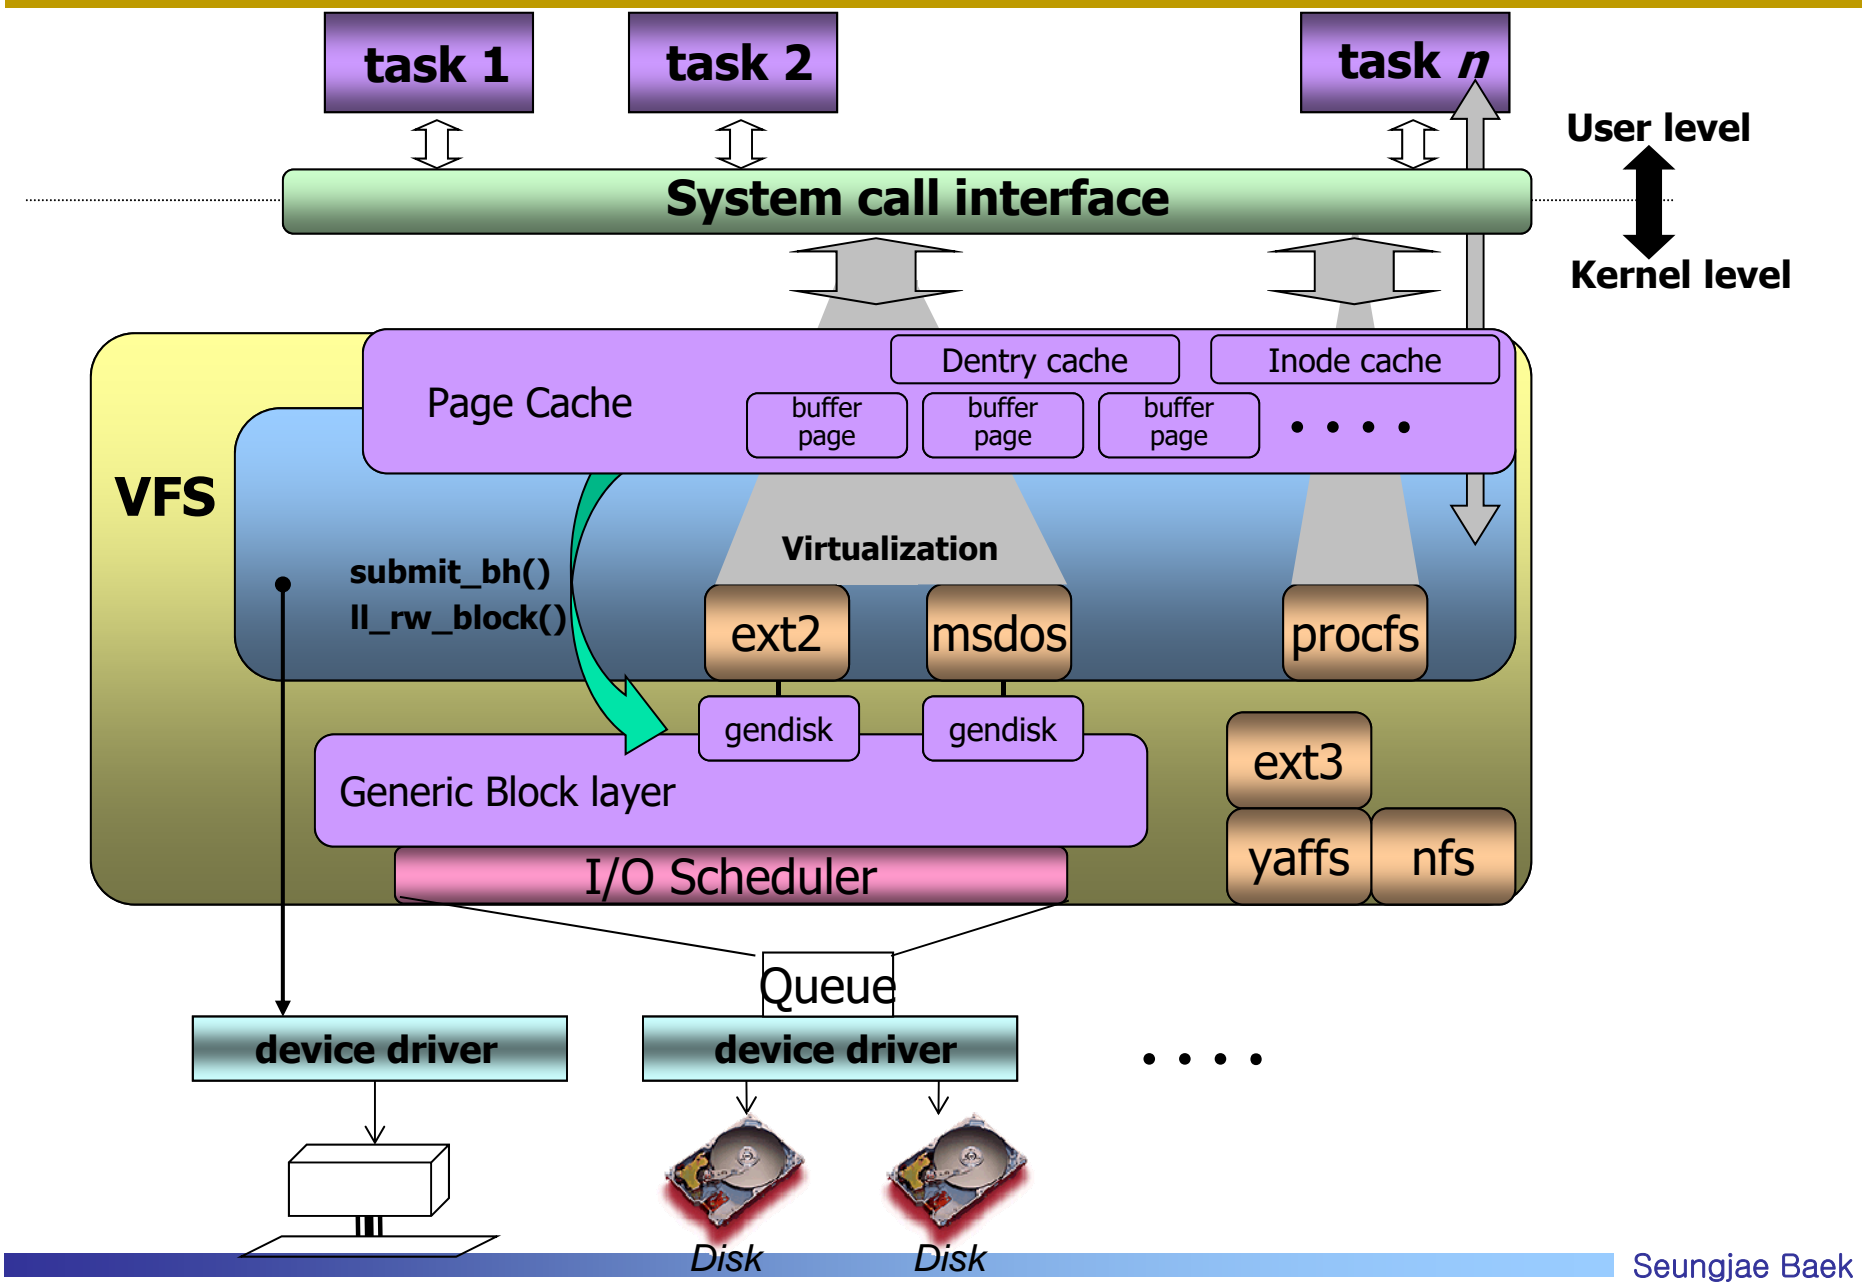 task 1
task 2
task n
User level
System call interface
Kernel level
Dentry cache
Inode cache
Page Cache
buffer
page
buffer
page
buffer
page
• • • •
VFS
Virtualization
submit_bh()
ll_rw_block()
ext2
msdos
procfs
gendisk
gendisk
ext3
Generic Block layer
yaffs
nfs
I/O Scheduler
Queue
device driver
device driver
• • • •
Disk
Disk
Seungjae Baek